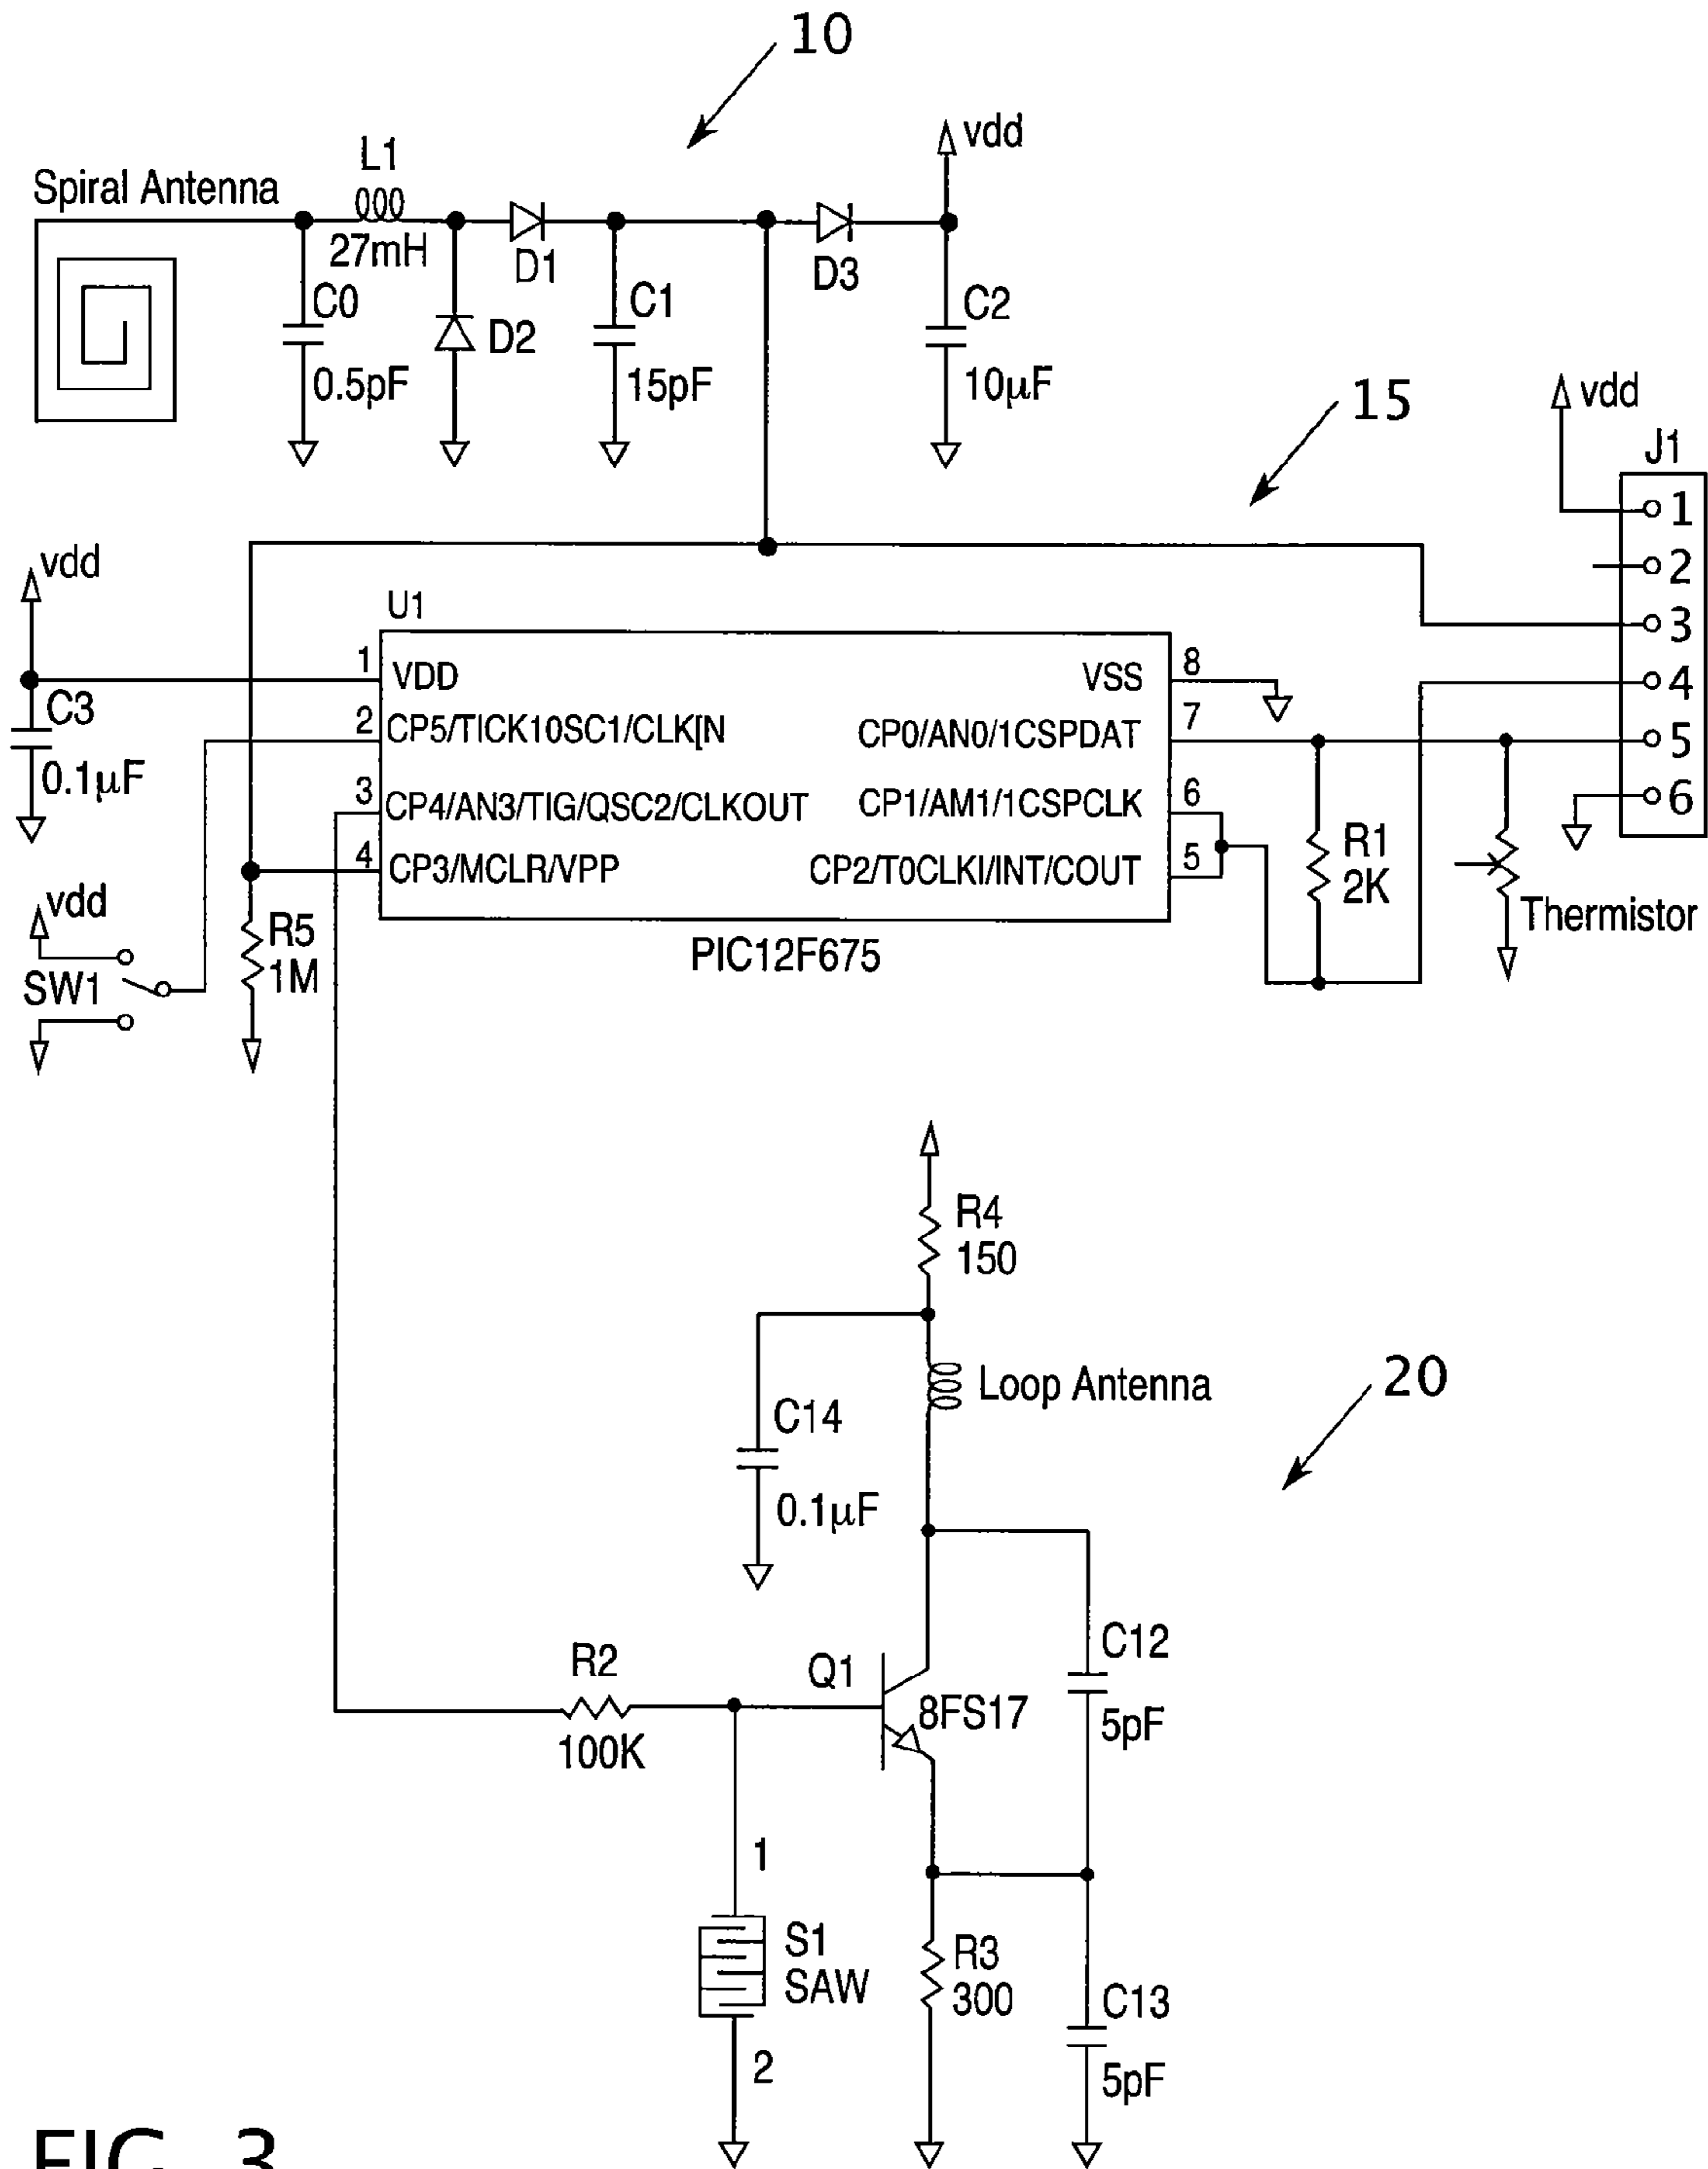 10
vdd
L1
Spiral Antenna
27mH
D1
D3
C0
0.5pF
D2
C1
15pF
C2
10µF
15
vdd
J1
1
2
3
4
5
6
vdd
U1
1
VDD
VSS
8
C3
0.1µF
2
CP5/TICK10SC1/CLK[N
CP0/AN0/1CSPDAT
7
3
CP4/AN3/TIG/QSC2/CLKOUT
CP1/AM1/1CSPCLK
6
4
CP3/MCLR/VPP
CP2/T0CLKI/INT/COUT
5
R1
2K
Thermistor
vdd
SW1
R5
1M
PIC12F675
R4
150
Loop Antenna
20
C14
0.1µF
R2
100K
Q1
8FS17
C12
5pF
1
S1
SAW
2
R3
300
C13
5pF
FIG. 3